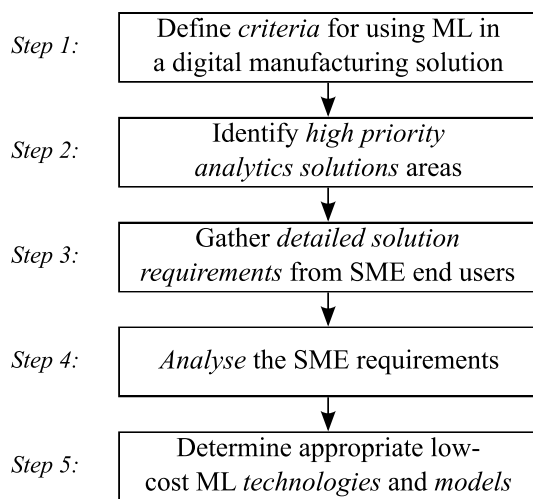 Step 1:
Define criteria for using ML in
a digital manufacturing solution
Step 2:
Identify high priority
analytics solutions areas
Step 3:
Gather detailed solution
requirements from SME end users
Step 4:
Analyse the SME requirements
Step 5:
Determine appropriate low-
cost ML technologies and models